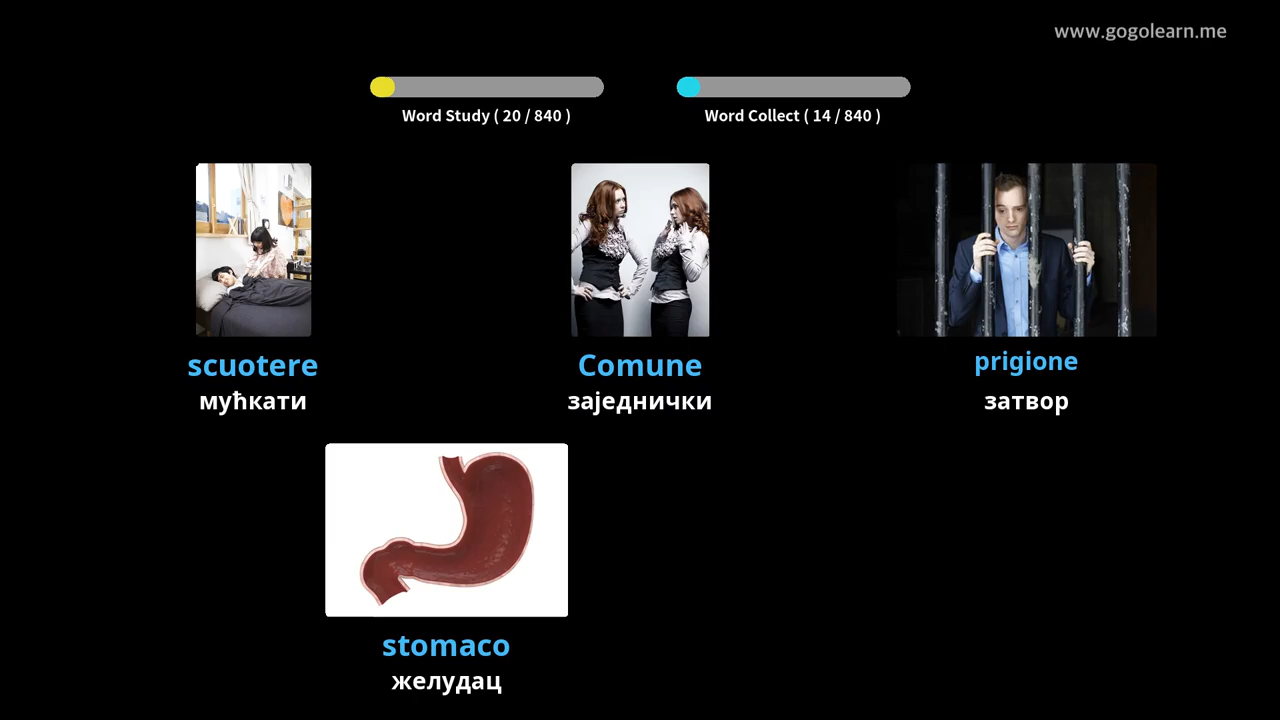 www.gogolearn.me
Word Study ( 20 / 840 )
Word Collect ( 14 / 840 )
scuotere
мућкати
Comune
заједнички
prigione
затвор
stomaco
желудац